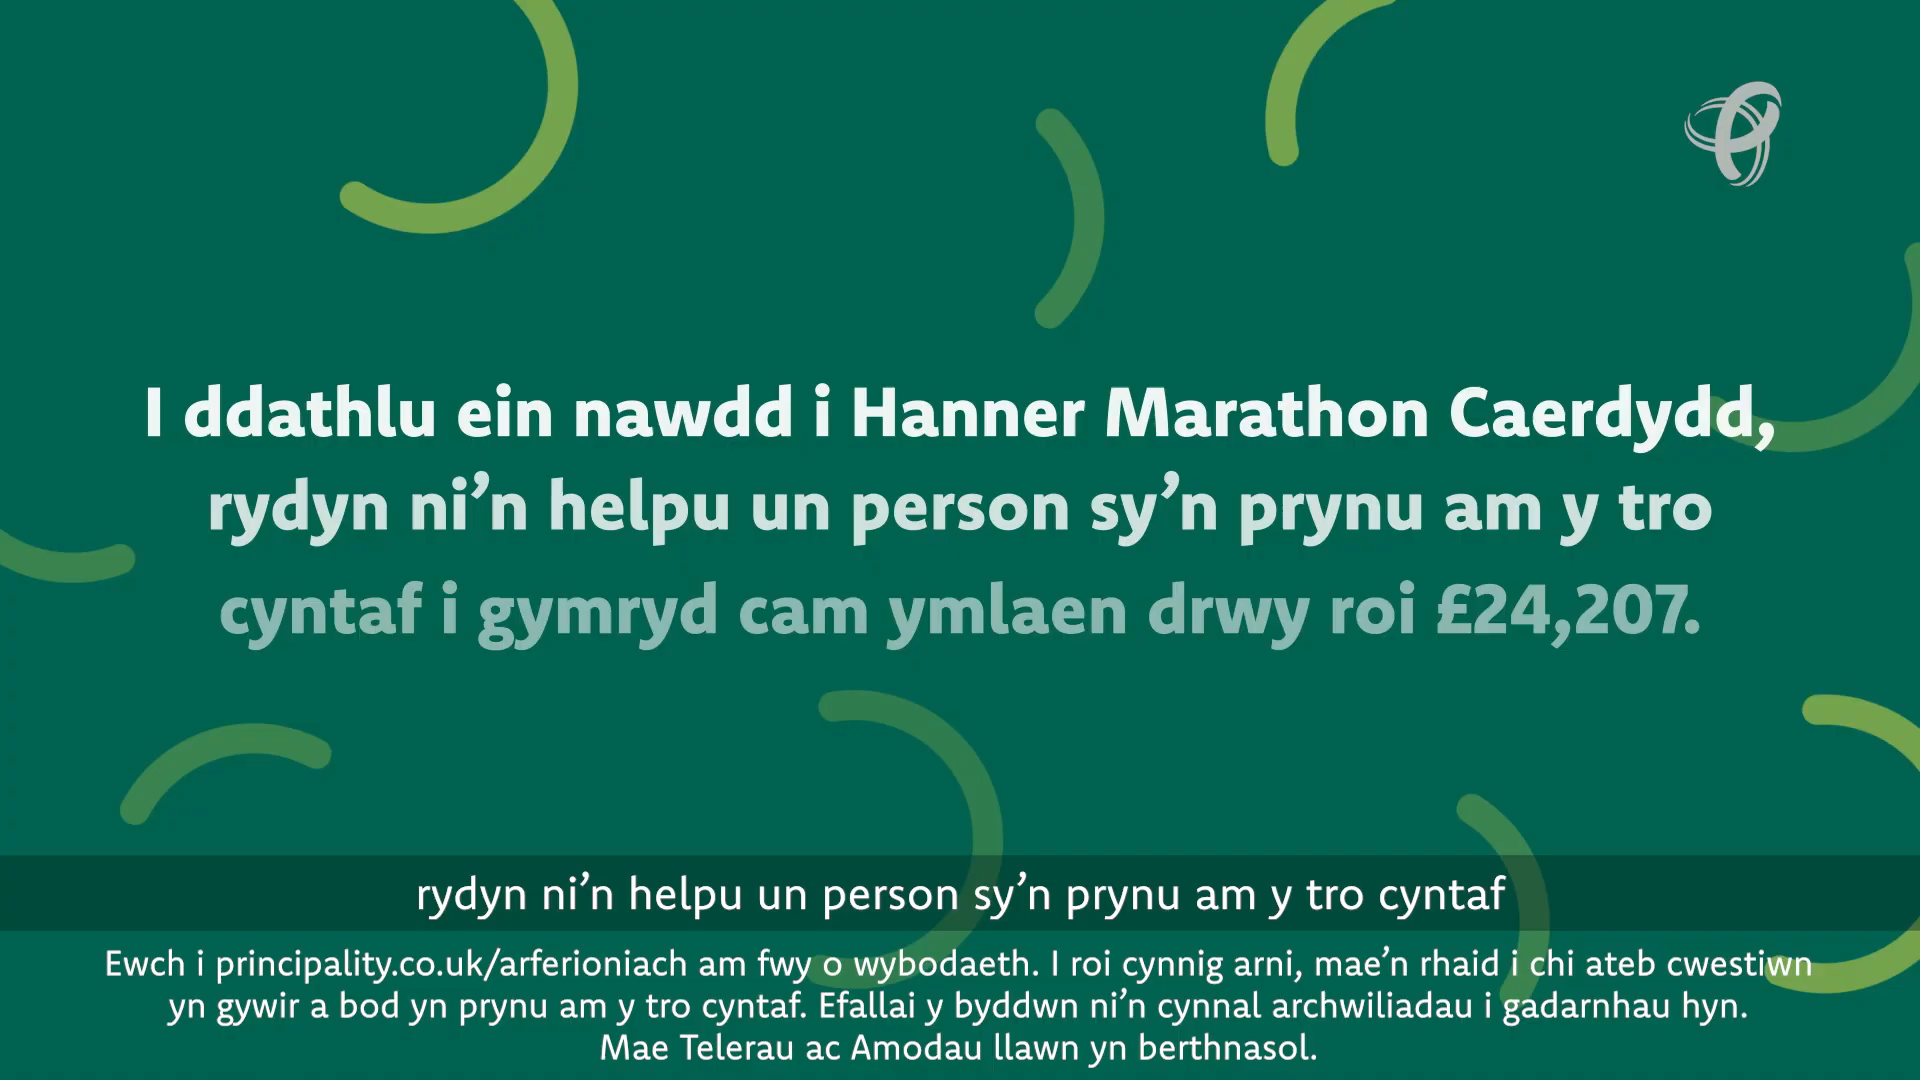 I ddathlu ein nawdd i Hanner Marathon Caerdydd,
rydyn ni’n helpu un person sy’n prynu am y tro
cyntaf i gymryd cam ymlaen drwy roi £24,207.
rydyn ni’n helpu un person sy’n prynu am y tro cyntaf
Ewch i principality.co.uk/arferioniach am fwy o wybodaeth. I roi cynnig arni, mae’n rhaid i chi ateb cwestiwn
yn gywir a bod yn prynu am y tro cyntaf. Efallai y byddwn ni’n cynnal archwiliadau i gadarnhau hyn.
Mae Telerau ac Amodau llawn yn berthnasol.